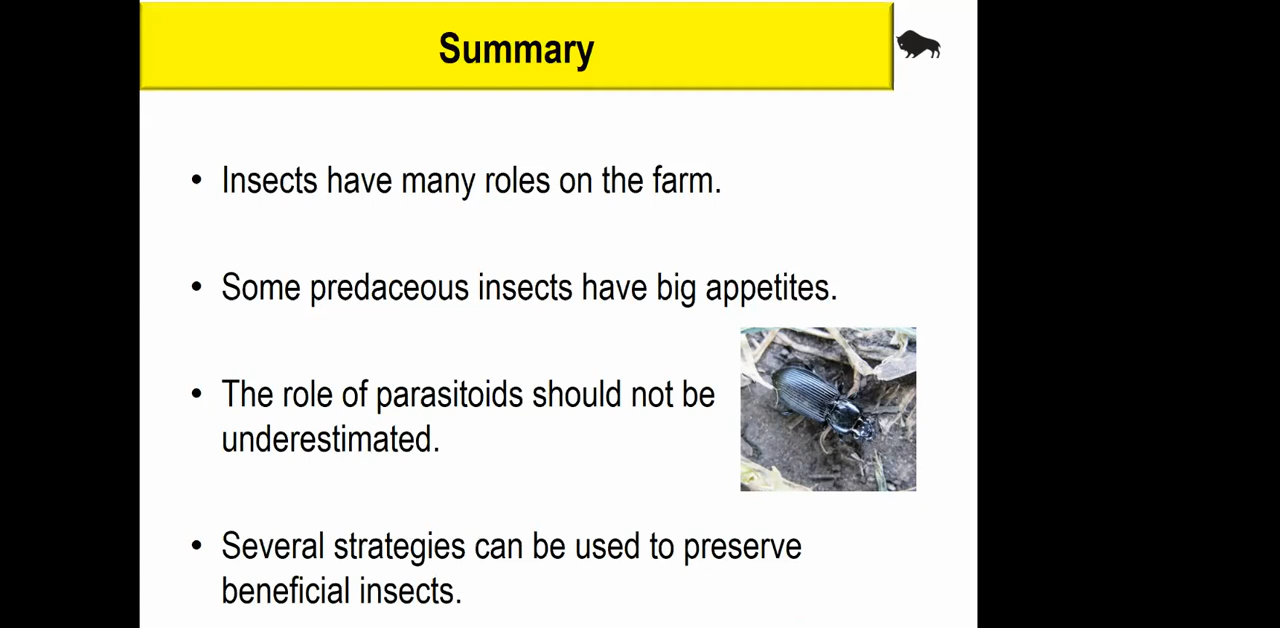 Summary
• Insects have many roles on the farm.
• Some predaceous insects have big appetites.
• The role of parasitoids should not be
underestimated.
• Several strategies can be used to preserve
beneficial insects.